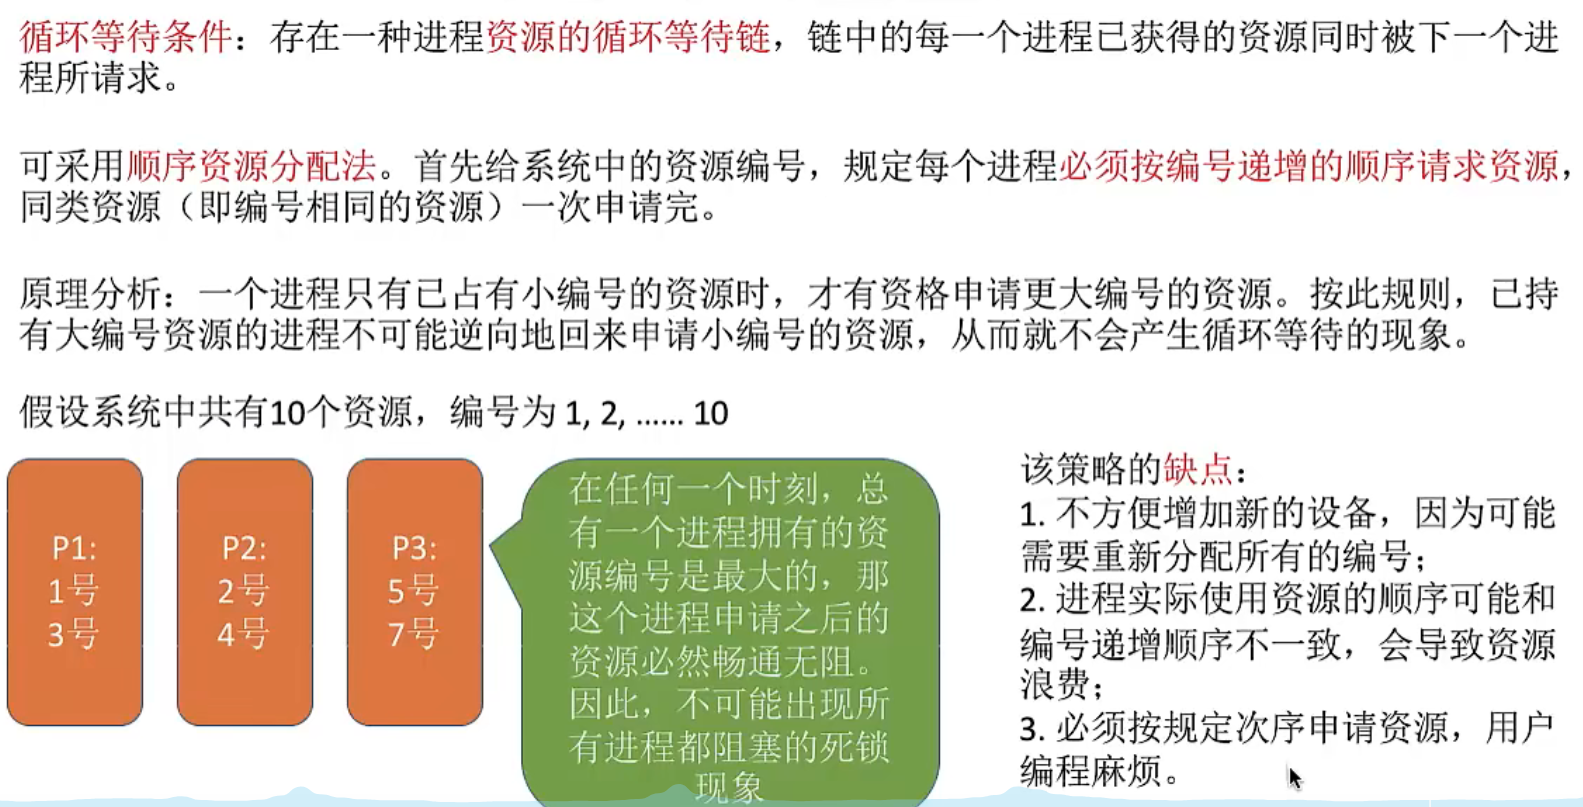 循环等待条件：存在一种进程资源的循环等待链，链中的每一个进程已获得的资源同时被下一个进
程所请求。
可采用顺序资源分配法。首先给系统中的资源编号，规定每个进程必须按编号递增的顺序请求资源，
同类资源（即编号相同的资源）一次申请完。
原理分析：一个进程只有已占有小编号的资源时，才有资格申请更大编号的资源。按此规则，已持
有大编号资源的进程不可能逆向地回来申请小编号的资源，从而就不会产生循环等待的现象。
假设系统中共有10个资源，编号为 1, 2, …… 10
P1:
1号
3号
P2:
2号
4号
P3:
5号
7号
在任何一个时刻，总
有一个进程拥有的资
源编号是最大的，那
这个进程申请之后的
资源必然畅通无阻。
因此，不可能出现所
有进程都阻塞的死锁
现象
该策略的缺点：
1. 不方便增加新的设备，因为可能
需要重新分配所有的编号；
2. 进程实际使用资源的顺序可能和
编号递增顺序不一致，会导致资源
浪费；
3. 必须按规定次序申请资源，用户
编程麻烦。